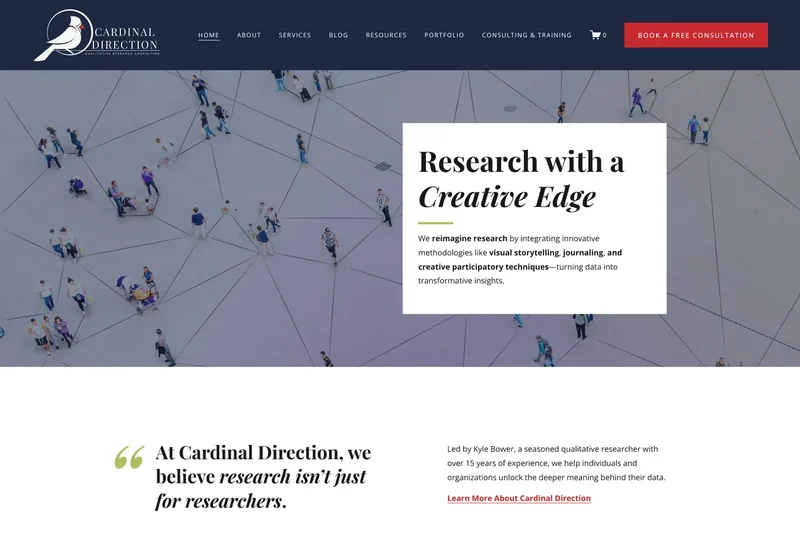 CARDINAL
DIRECTION
QUALITATIVE RESEARCH CONSULTING
HOME ABOUT SERVICES BLOG RESOURCES PORTFOLIO CONSULTING & TRAINING 0 BOOK A FREE CONSULTATION
Research with a
Creative Edge
We reimagine research by integrating innovative
methodologies like visual storytelling, journaling, and
creative participatory techniques—turning data into
transformative insights.
“ At Cardinal Direction, we
believe research isn’t just
for researchers.
Led by Kyle Bower, a seasoned qualitative researcher with
over 15 years of experience, we help individuals and
organizations unlock the deeper meaning behind their data.
Learn More About Cardinal Direction